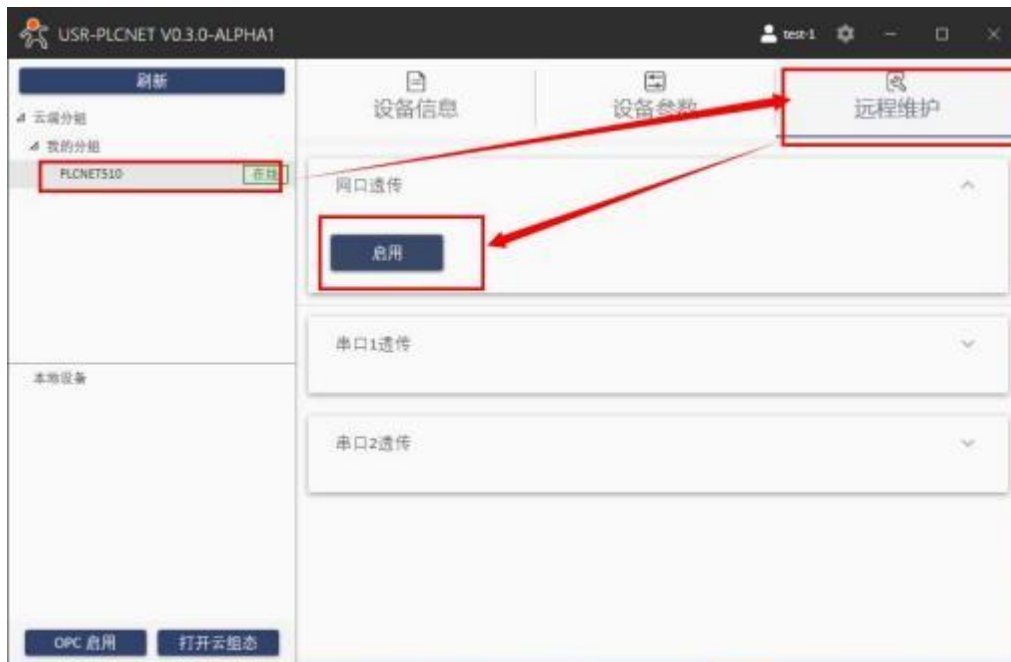 USR-PLCNET V0.3.0-ALPHA1
test-1
刷新
云端分组
我的分组
PLCNET510
在线
本地设备
OPC 启用
打开云组态
设备信息
设备参数
远程维护
网口透传
启用
串口1透传
串口2透传